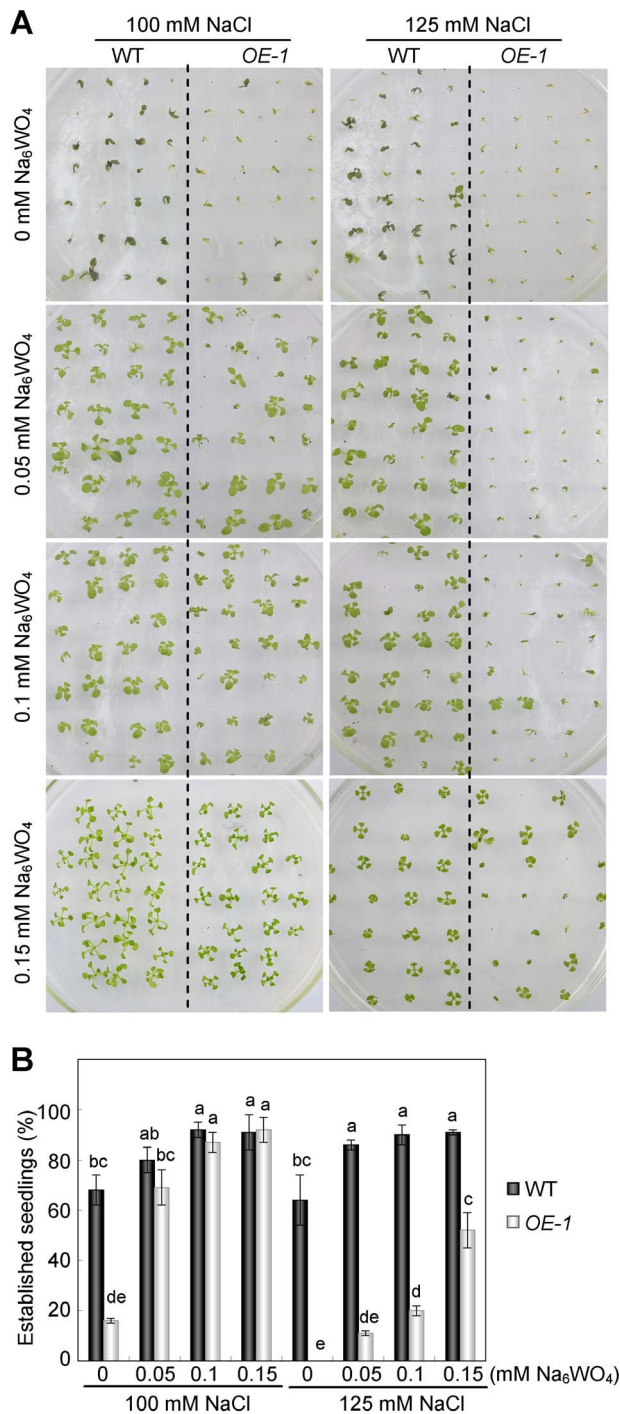 A
100 mM NaCl 125 mM NaCl
WT OE-1 WT OE-1
0 mM Na₆WO₄
0.05 mM Na₆WO₄
0.1 mM Na₆WO₄
0.15 mM Na₆WO₄
B
Established seedlings (%)
100
80
60
40
20
0
bc de ab bc a a a a bc e a de a d a c
WT
OE-1
0 0.05 0.1 0.15 0 0.05 0.1 0.15 (mM Na₆WO₄)
100 mM NaCl 125 mM NaCl